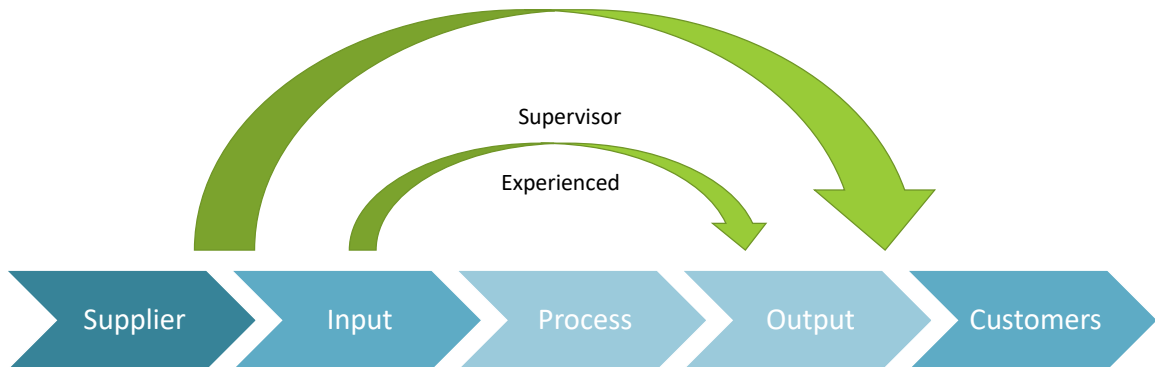 Supervisor
Experienced
Supplier
Input
Process
Output
Customers